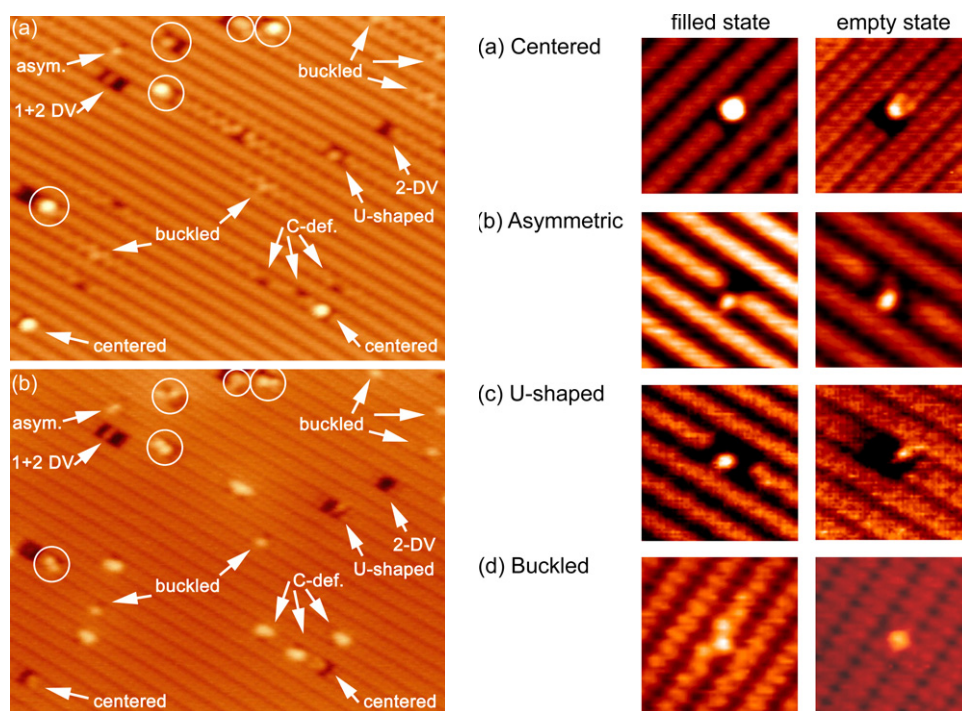 (a)
asym.
1+2 DV
buckled
2-DV
U-shaped
buckled
C-def.
centered
centered
(b)
asym.
buckled
1+2 DV
2-DV
U-shaped
buckled
C-def.
centered
centered
filled state empty state
(a) Centered
(b) Asymmetric
(c) U-shaped
(d) Buckled